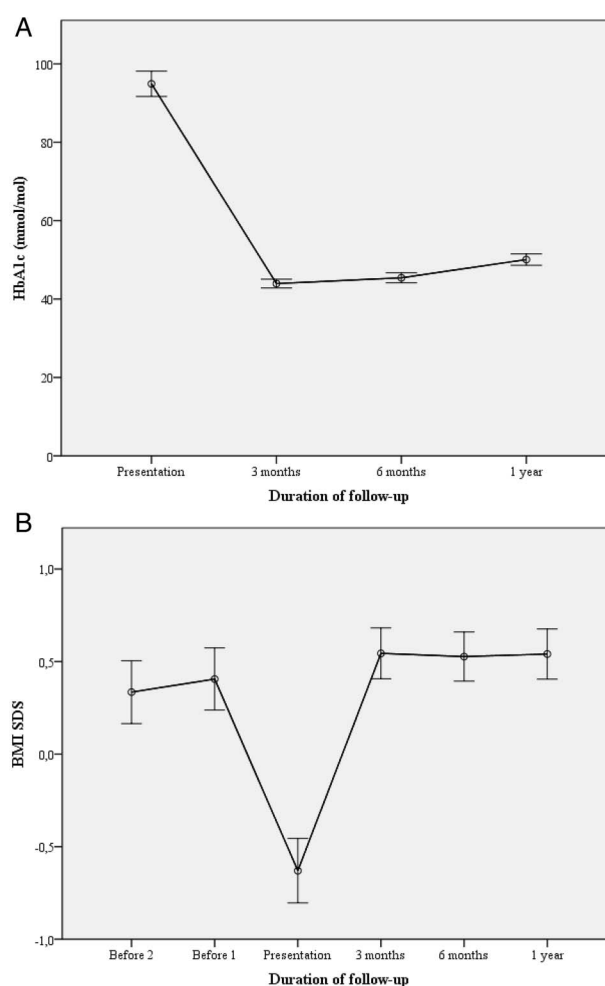 A
HbA1c (mmol/mol)
100
80
60
40
20
0
Presentation 3 months 6 months 1 year
Duration of follow-up
B
BMI SDS
1,0
0,5
0,0
-0,5
-1,0
Before 2 Before 1 Presentation 3 months 6 months 1 year
Duration of follow-up